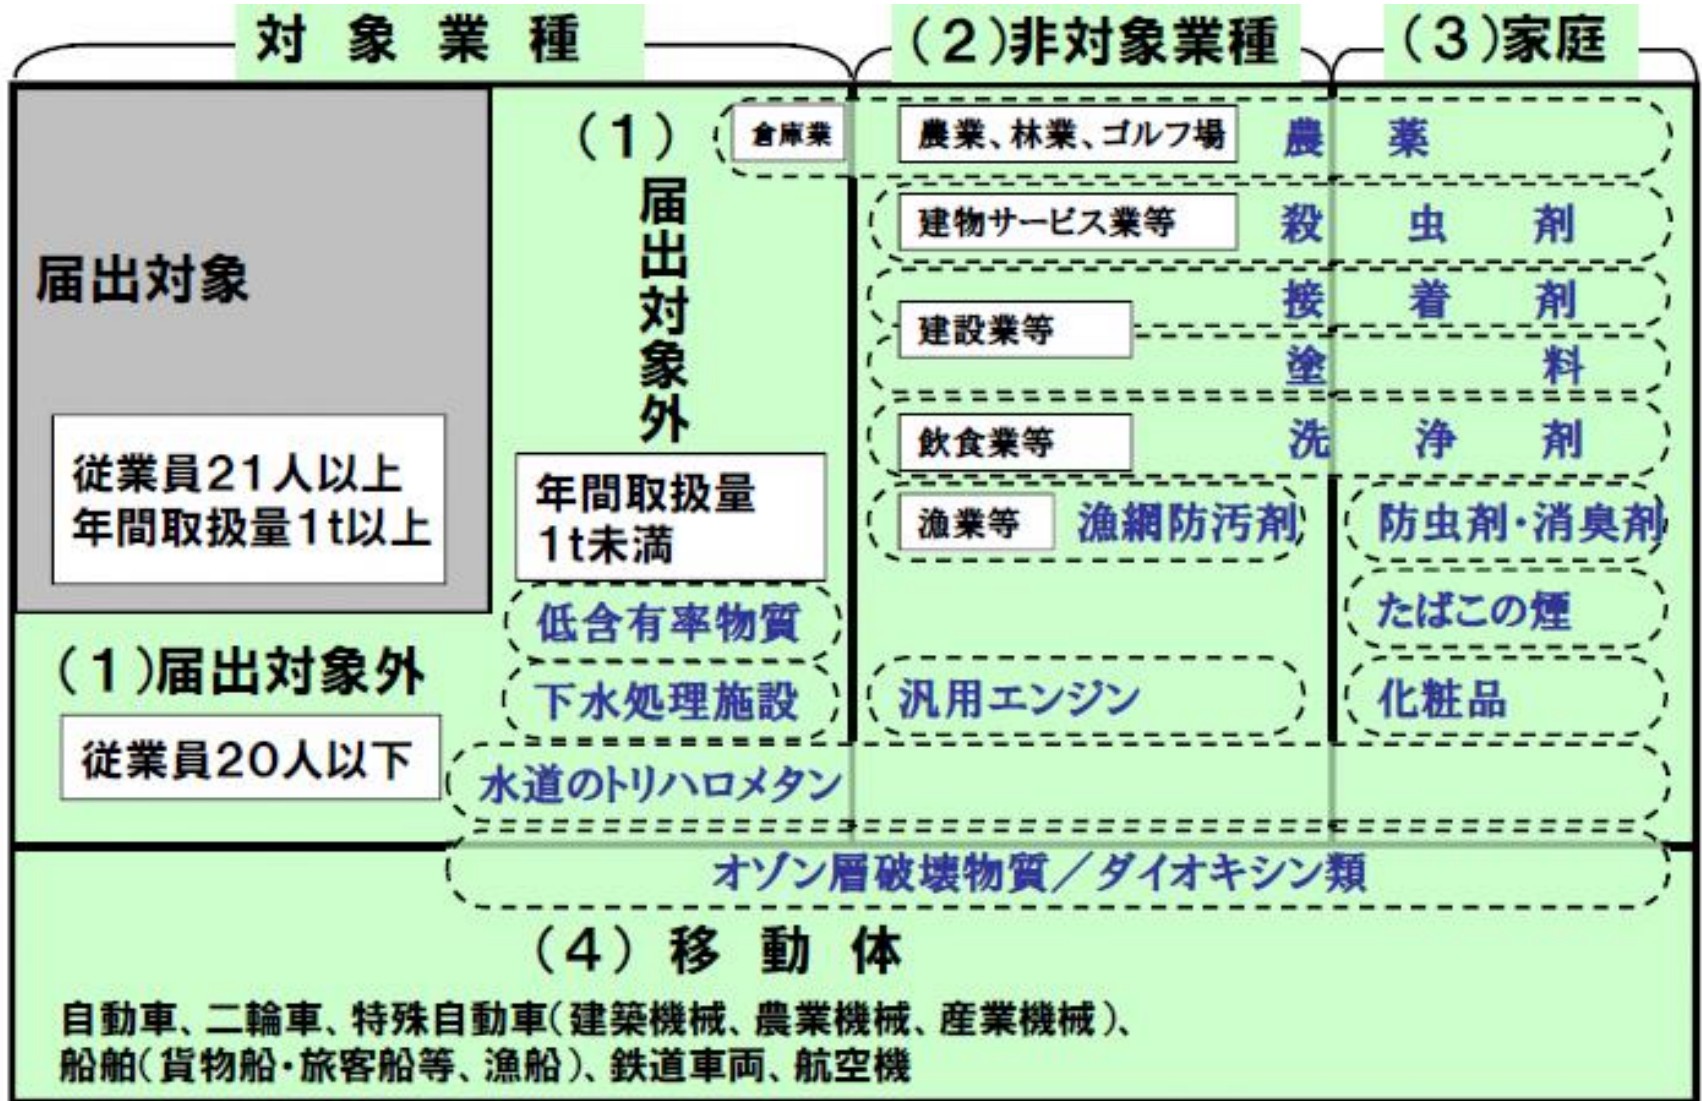 対象業種
(2)非対象業種
(3)家庭
届出対象
従業員21人以上
年間取扱量1t以上
(1)届出対象外
従業員20人以下
(1)
届出対象外
年間取扱量
1t未満
低含有率物質
下水処理施設
倉庫業
農業、林業、ゴルフ場
農薬
建物サービス業等
殺虫剤
接着剤
建設業等
塗料
飲食業等
洗浄剤
漁業等
漁網防汚剤
防虫剤・消臭剤
たばこの煙
汎用エンジン
化粧品
水道のトリハロメタン
オゾン層破壊物質／ダイオキシン類
(4)移動体
自動車、二輪車、特殊自動車(建築機械、農業機械、産業機械)、
船舶(貨物船・旅客船等、漁船)、鉄道車両、航空機